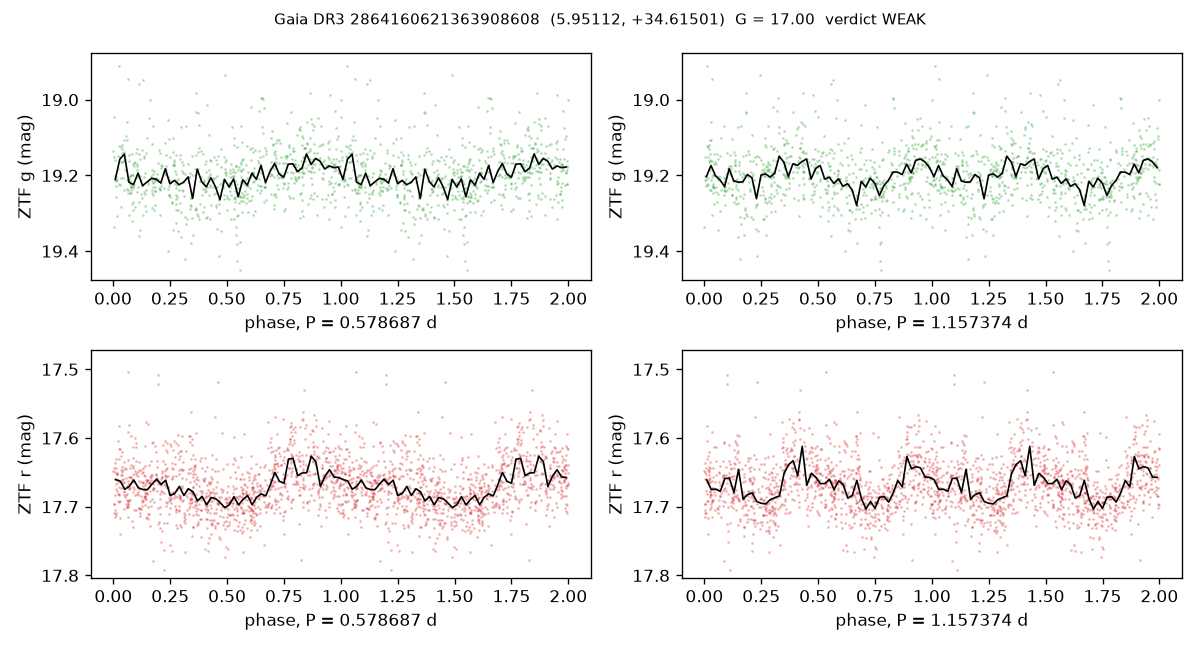 Gaia DR3 2864160621363908608 (5.95112, +34.61501) G = 17.00 verdict WEAK
ZTF g (mag)
19.0
19.2
19.4
0.00 0.25 0.50 0.75 1.00 1.25 1.50 1.75 2.00
phase, P = 0.578687 d
ZTF g (mag)
19.0
19.2
19.4
0.00 0.25 0.50 0.75 1.00 1.25 1.50 1.75 2.00
phase, P = 1.157374 d
ZTF r (mag)
17.5
17.6
17.7
17.8
0.00 0.25 0.50 0.75 1.00 1.25 1.50 1.75 2.00
phase, P = 0.578687 d
ZTF r (mag)
17.5
17.6
17.7
17.8
0.00 0.25 0.50 0.75 1.00 1.25 1.50 1.75 2.00
phase, P = 1.157374 d